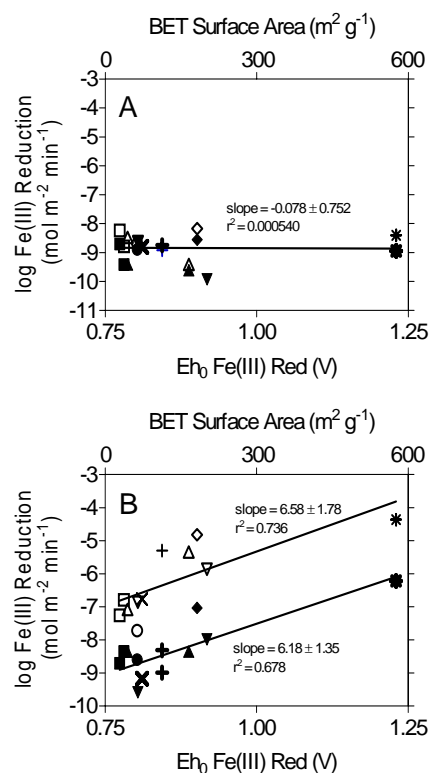 BET Surface Area (m² g⁻¹)
0 300 600
-3
-4
-5
-6
-7
-8
-9
-10
-11
A
log Fe(III) Reduction
(mol m⁻² min⁻¹)
slope = -0.078 ± 0.752
r² = 0.000540
0.75 1.00 1.25
Eh₀ Fe(III) Red (V)
BET Surface Area (m² g⁻¹)
0 300 600
-3
-4
-5
-6
-7
-8
-9
-10
B
log Fe(III) Reduction
(mol m⁻² min⁻¹)
slope = 6.58 ± 1.78
r² = 0.736
slope = 6.18 ± 1.35
r² = 0.678
0.75 1.00 1.25
Eh₀ Fe(III) Red (V)